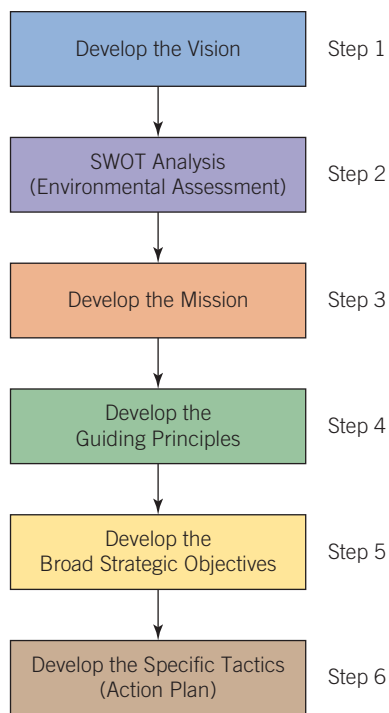 Develop the Vision
Step 1
SWOT Analysis
(Environmental Assessment)
Step 2
Develop the Mission
Step 3
Develop the
Guiding Principles
Step 4
Develop the
Broad Strategic Objectives
Step 5
Develop the Specific Tactics
(Action Plan)
Step 6